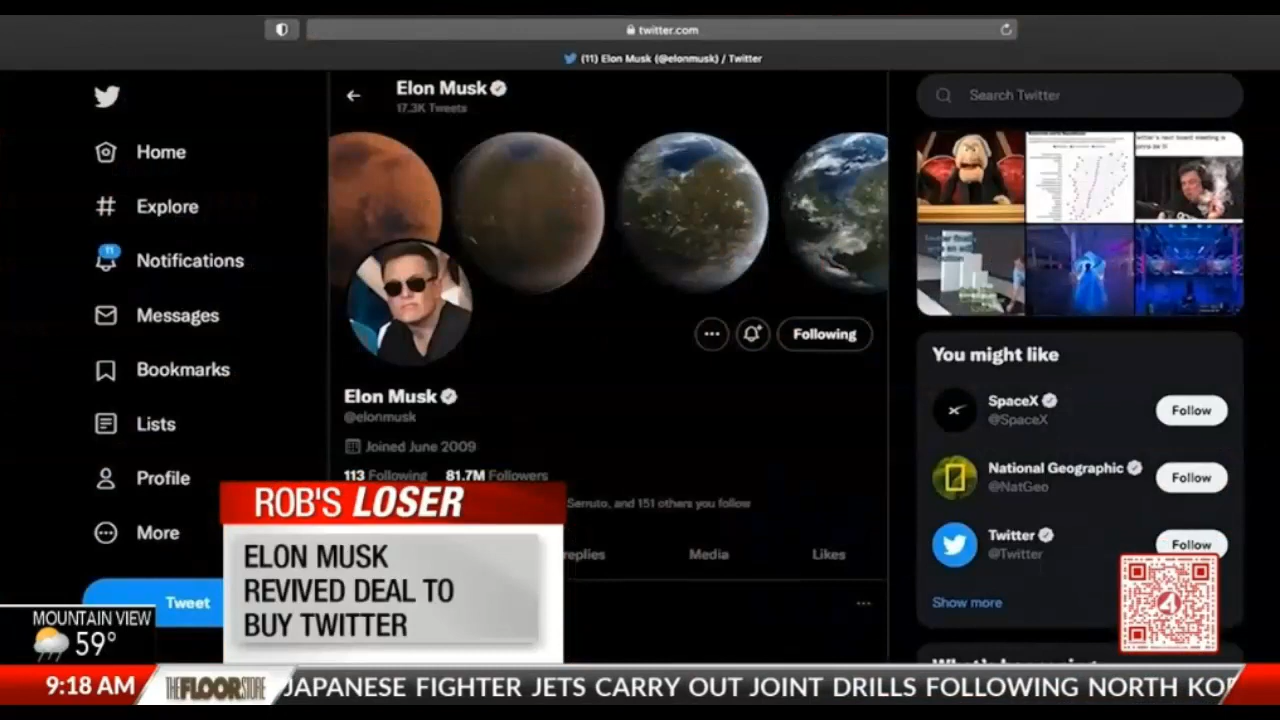 twitter.com
(11) Elon Musk (@elonmusk) / Twitter
Elon Musk
17.3K Tweets
Search Twitter
Home
Explore
11
Notifications
Messages
Bookmarks
Lists
Profile
More
Tweet
Following
Elon Musk
@elonmusk
Joined June 2009
113 Following 81.7M Followers
Serruto, and 151 others you follow
replies
Media
Likes
You might like
SpaceX
@SpaceX
Follow
National Geographic
@NatGeo
Follow
Twitter
@Twitter
Follow
Show more
ROB'S LOSER
ELON MUSK
REVIVED DEAL TO
BUY TWITTER
MOUNTAIN VIEW
59°
4
9:18 AM
THE FLOOR STORE
JAPANESE FIGHTER JETS CARRY OUT JOINT DRILLS FOLLOWING NORTH KO